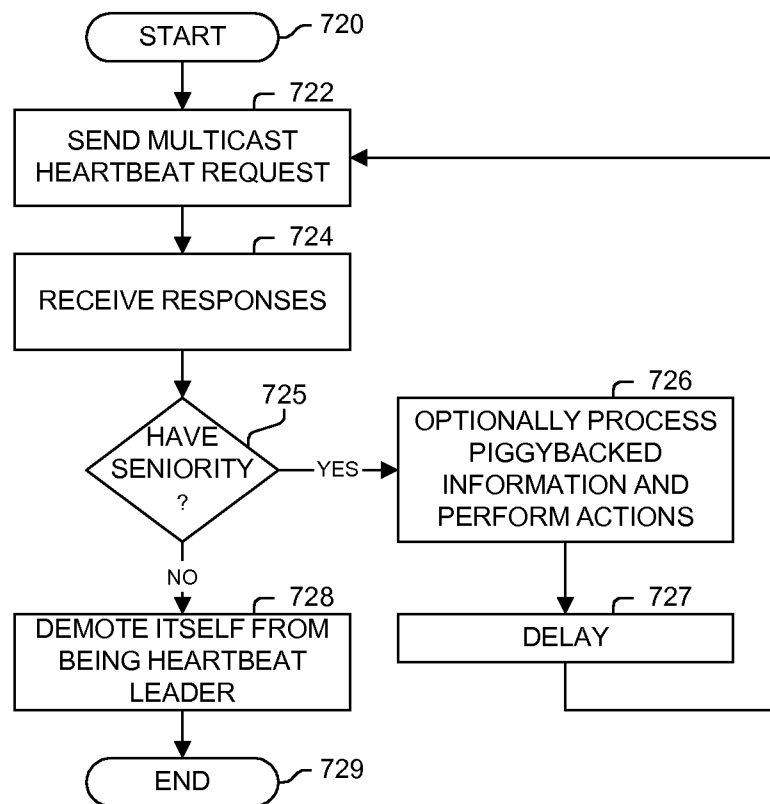 START
720
722
SEND MULTICAST
HEARTBEAT REQUEST
724
RECEIVE RESPONSES
725
HAVE
SENIORITY
?
YES
726
OPTIONALLY PROCESS
PIGGYBACKED
INFORMATION AND
PERFORM ACTIONS
NO
728
DEMOTE ITSELF FROM
BEING HEARTBEAT
LEADER
727
DELAY
END
729